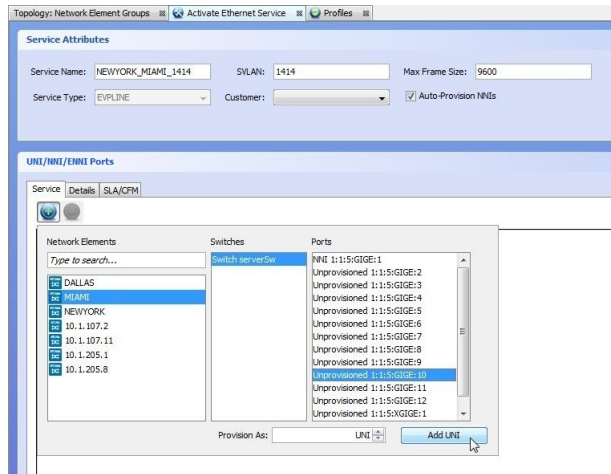 Topology: Network Element Groups Activate Ethernet Service Profiles
Service Attributes
Service Name: NEWYORK_MIAMI_1414 SVLAN: 1414 Max Frame Size: 9600
Service Type: EVPLINE Customer: Auto-Provision NNIs
UNI/NNI/ENNI Ports
Service Details SLA/CFM
Network Elements Switches Ports
Type to search... Switch serverSw NNI 1:1:5:GIGE:1
Unprovisioned 1:1:5:GIGE:2
DALLAS Unprovisioned 1:1:5:GIGE:3
MIAMI Unprovisioned 1:1:5:GIGE:4
NEWYORK Unprovisioned 1:1:5:GIGE:5
10.1.107.2 Unprovisioned 1:1:5:GIGE:6
10.1.107.11 Unprovisioned 1:1:5:GIGE:7
10.1.205.1 Unprovisioned 1:1:5:GIGE:8
10.1.205.8 Unprovisioned 1:1:5:GIGE:9
Unprovisioned 1:1:5:GIGE:10
Unprovisioned 1:1:5:GIGE:11
Unprovisioned 1:1:5:GIGE:12
Unprovisioned 1:1:5:XGIGE:1
Provision As: UNI Add UNI